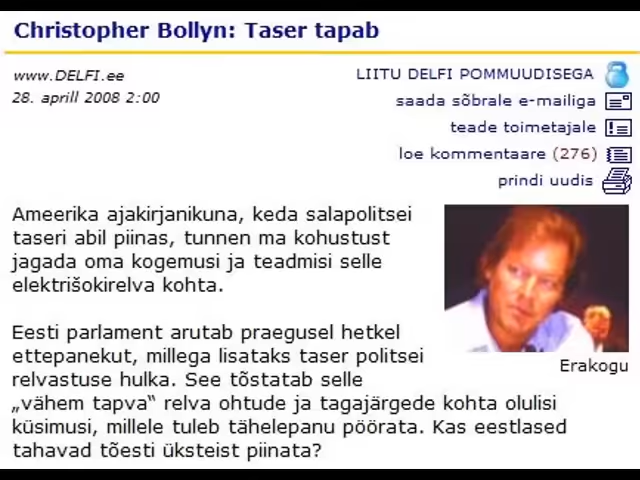 Christopher Bollyn: Taser tapab
www.DELFI.ee
28. aprill 2008 2:00
LIITU DELFI POMMUUDISEGA
saada sõbrale e-mailiga
teade toimetajale
loe kommentaare (276)
prindi uudis
Ameerika ajakirjanikuna, keda salapolitsei
taseri abil piinas, tunnen ma kohustust
jagada oma kogemusi ja teadmisi selle
elektrišokirelva kohta.
Erakogu
Eesti parlament arutab praegusel hetkel
ettepanekut, millega lisataks taser politsei
relvastuse hulka. See tõstatab selle
„vähem tapva“ relva ohtude ja tagajärgede kohta olulisi
küsimusi, millele tuleb tähelepanu pöörata. Kas eestlased
tahavad tõesti üksteist piinata?